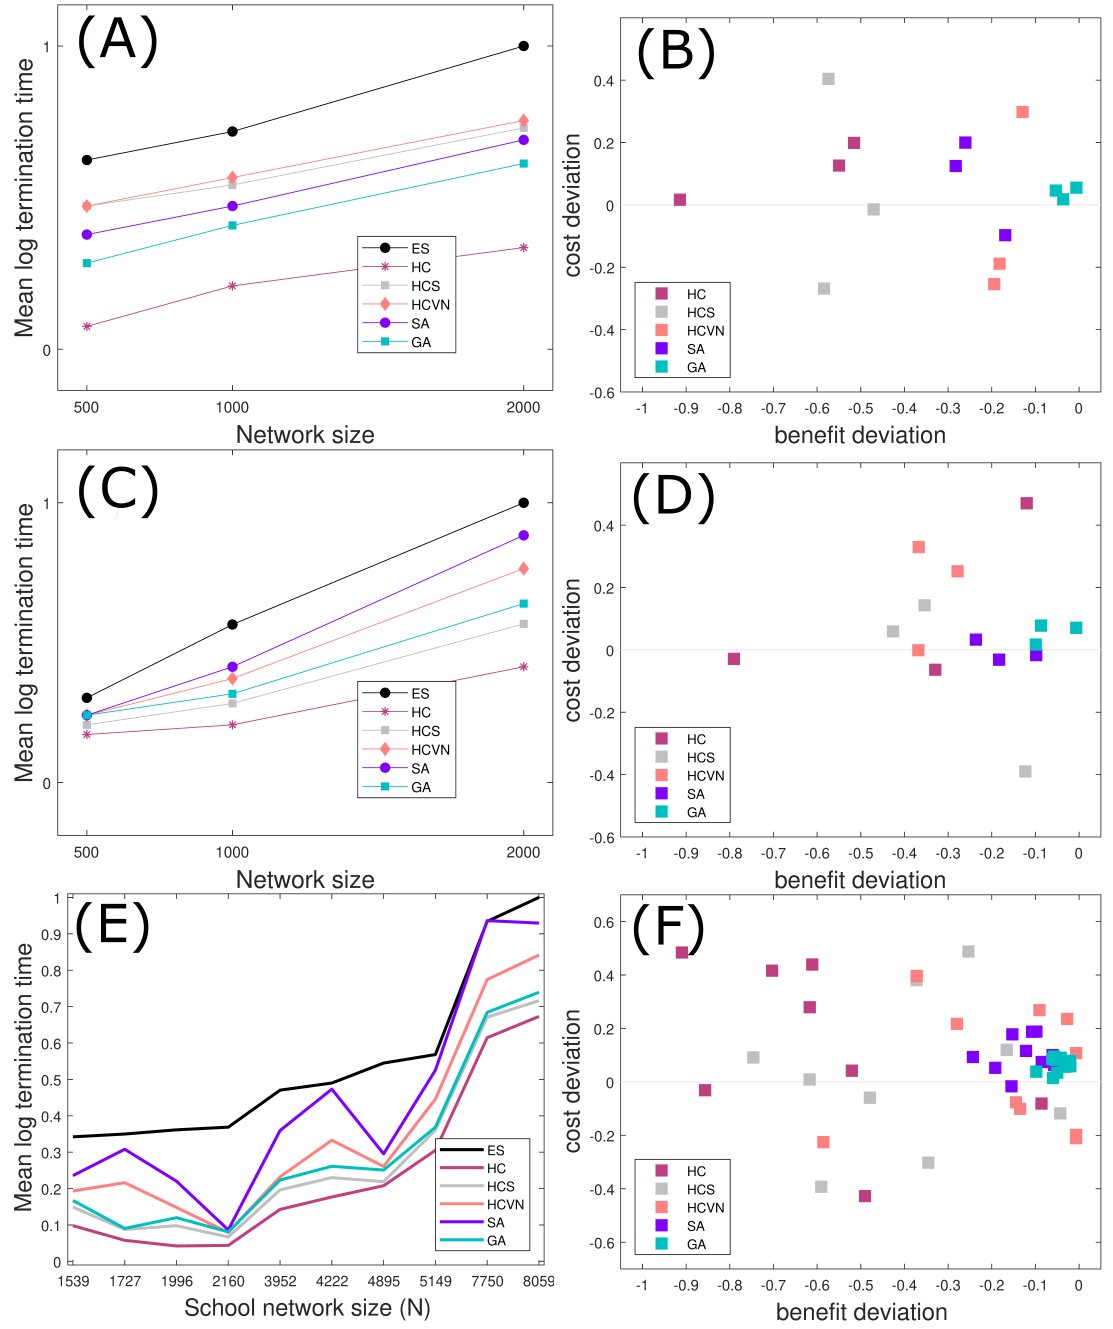 (A)
Mean log termination time
1
0
500 1000 2000
Network size
ES
HC
HCS
HCVN
SA
GA
(B)
cost deviation
0.4
0.2
0
-0.2
-0.4
-0.6
-1 -0.9 -0.8 -0.7 -0.6 -0.5 -0.4 -0.3 -0.2 -0.1 0
benefit deviation
HC
HCS
HCVN
SA
GA
(C)
Mean log termination time
1
0
500 1000 2000
Network size
ES
HC
HCS
HCVN
SA
GA
(D)
cost deviation
0.4
0.2
0
-0.2
-0.4
-0.6
-1 -0.9 -0.8 -0.7 -0.6 -0.5 -0.4 -0.3 -0.2 -0.1 0
benefit deviation
HC
HCS
HCVN
SA
GA
(E)
Mean log termination time
1
0.9
0.8
0.7
0.6
0.5
0.4
0.3
0.2
0.1
0
1539 1727 1996 2160 3952 4222 4895 5149 7750 8059
School network size (N)
ES
HC
HCS
HCVN
SA
GA
(F)
cost deviation
0.6
0.4
0.2
0
-0.2
-0.4
-0.6
-1 -0.9 -0.8 -0.7 -0.6 -0.5 -0.4 -0.3 -0.2 -0.1 0
benefit deviation
HC
HCS
HCVN
SA
GA